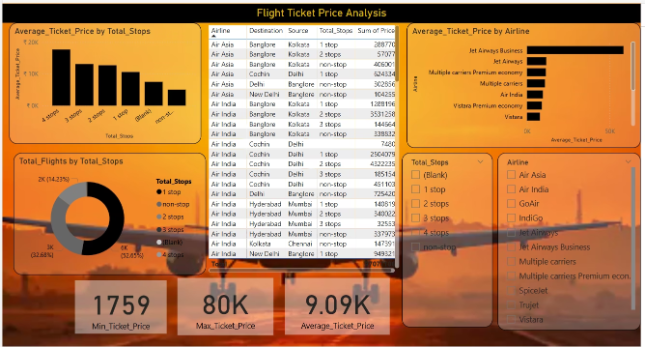 Flight Ticket Price Analysis
Average_Ticket_Price by Total_Stops
Average_Ticket_Price
20K
10K
0K
4 stops
3 stops
2 stops
1 stop
(Blank)
non-st...
Total_Stops
Total_Flights by Total_Stops
2K (14.23%)
3K
(32.88%)
6K
(52.65%)
Total_Stops
1 stop
non-stop
2 stops
3 stops
(Blank)
4 stops
Airline Destination Source Total_Stops Sum of Price
Air Asia Banglore Kolkata 1 stop 288770
Air Asia Banglore Kolkata 2 stops 57077
Air Asia Banglore Kolkata non-stop 406001
Air Asia Cochin Delhi 1 stop 624534
Air Asia Delhi Banglore non-stop 302856
Air Asia New Delhi Banglore non-stop 104255
Air India Banglore Kolkata 1 stop 1288196
Air India Banglore Kolkata 2 stops 3531258
Air India Banglore Kolkata 3 stops 144664
Air India Banglore Kolkata non-stop 328832
Air India Cochin Delhi 7480
Air India Cochin Delhi 1 stop 2504079
Air India Cochin Delhi 2 stops 4322235
Air India Cochin Delhi 3 stops 185154
Air India Cochin Delhi non-stop 451103
Air India Delhi Banglore non-stop 725420
Air India Hyderabad Mumbai 1 stop 140819
Air India Hyderabad Mumbai 2 stops 340022
Air India Hyderabad Mumbai 3 stops 32533
Air India Hyderabad Mumbai non-stop 337973
Air India Kolkata Chennai non-stop 147391
Air India New Delhi Banglore 1 stop 949321
Average_Ticket_Price by Airline
Airline
Jet Airways Business
Jet Airways
Multiple carriers Premium economy
Multiple carriers
Air India
Vistara Premium economy
Vistara
0K
50K
Average_Ticket_Price
Total_Stops
(Blank)
1 stop
2 stops
3 stops
4 stops
non-stop
Airline
Air Asia
Air India
GoAir
IndiGo
Jet Airways
Jet Airways Business
Multiple carriers
Multiple carriers Premium econ...
SpiceJet
Trujet
Vistara
1759
Min_Ticket_Price
80K
Max_Ticket_Price
9.09K
Average_Ticket_Price